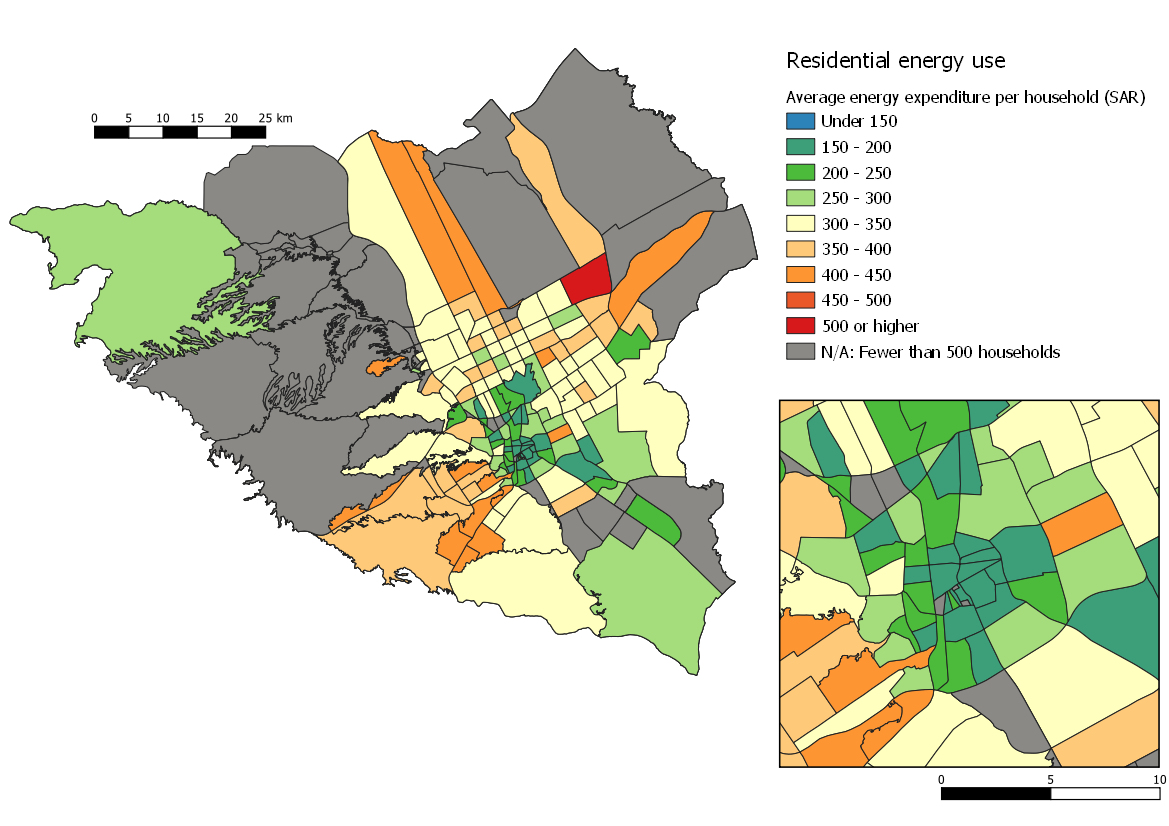 Residential energy use
Average energy expenditure per household (SAR)
Under 150
150 - 200
200 - 250
250 - 300
300 - 350
350 - 400
400 - 450
450 - 500
500 or higher
N/A: Fewer than 500 households
0 5 10 15 20 25 km
0 5 10